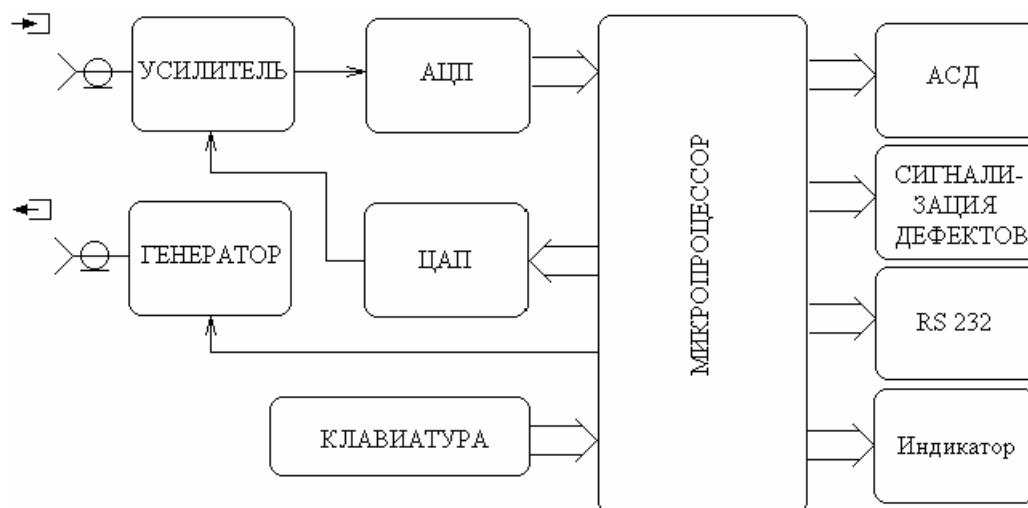 УСИЛИТЕЛЬ
АЦП
АСД
СИГНАЛИ-
ЗАЦИЯ
ДЕФЕКТОВ
МИКРОПРОЦЕССОР
ГЕНЕРАТОР
ЦАП
RS 232
КЛАВИАТУРА
Индикатор